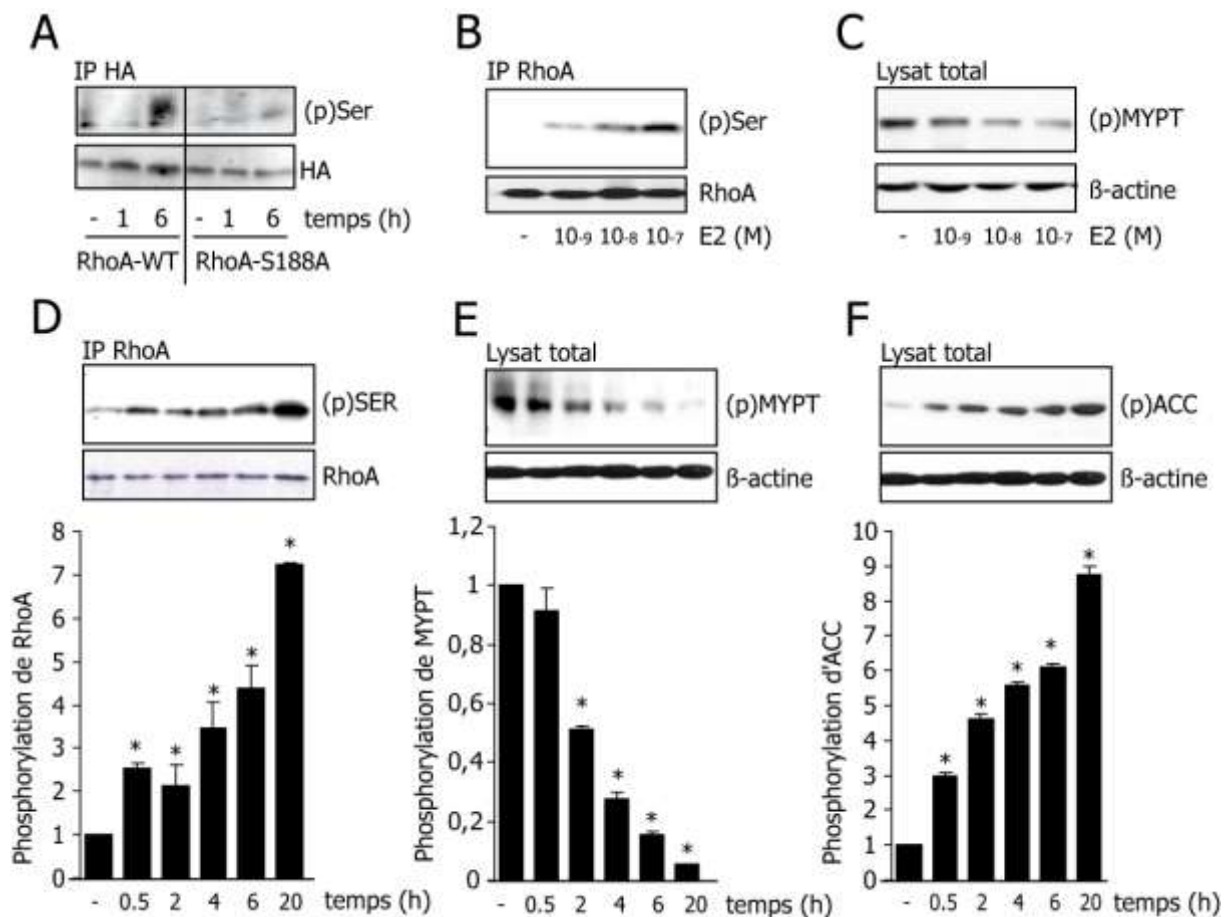 A
IP HA
(p)Ser
HA
- 1 6 - 1 6 temps (h)
RhoA-WT RhoA-S188A
B
IP RhoA
(p)Ser
RhoA
- 10-9 10-8 10-7 E2 (M)
C
Lysat total
(p)MYPT
ß-actine
- 10-9 10-8 10-7 E2 (M)
D
IP RhoA
(p)SER
RhoA
Phosphorylation de RhoA
8
7
6
5
4
3
2
1
0
* * * * *
- 0.5 2 4 6 20 temps (h)
E
Lysat total
(p)MYPT
ß-actine
Phosphorylation de MYPT
1,2
1
0,8
0,6
0,4
0,2
0
* * * *
- 0.5 2 4 6 20 temps (h)
F
Lysat total
(p)ACC
ß-actine
Phosphorylation d'ACC
10
9
8
7
6
5
4
3
2
1
0
* * * * *
- 0.5 2 4 6 20 temps (h)